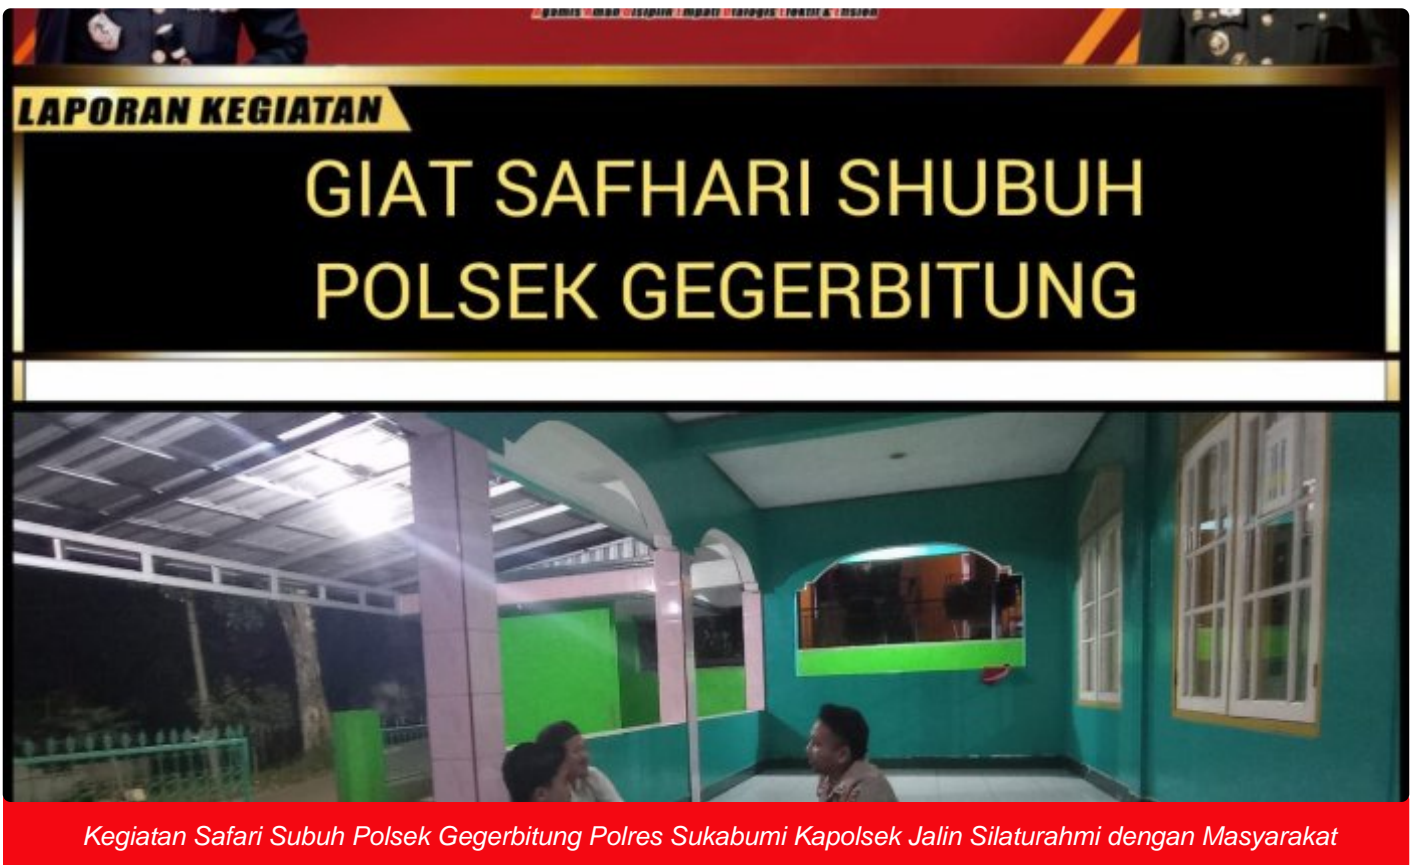 LAPORAN KEGIATAN
GIAT SAFHARI SHUBUH
POLSEK GEGERBITUNG
Kegiatan Safari Subuh Polsek Gegerbitung Polres Sukabumi Kapolsek Jalin Silaturahmi dengan Masyarakat